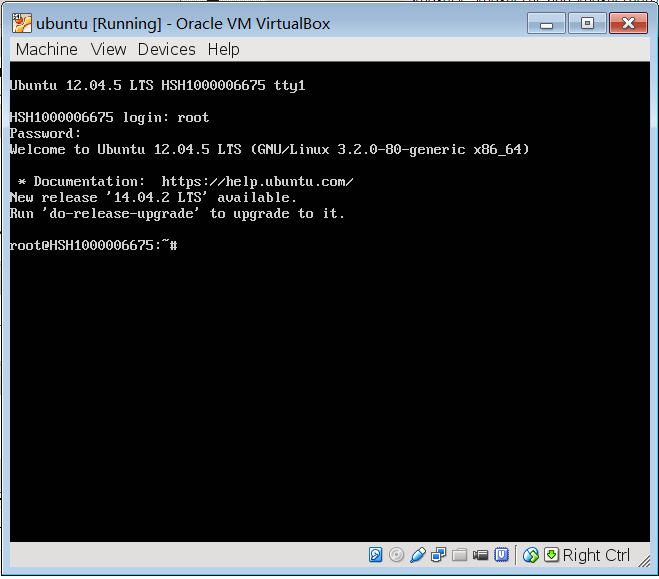 ubuntu [Running] - Oracle VM VirtualBox
Machine View Devices Help
Ubuntu 12.04.5 LTS HSH1000006675 tty1
HSH1000006675 login: root
Password:
Welcome to Ubuntu 12.04.5 LTS (GNU/Linux 3.2.0-80-generic x86_64)
* Documentation: https://help.ubuntu.com/
New release '14.04.2 LTS' available.
Run 'do-release-upgrade' to upgrade to it.
root@HSH1000006675:~#
Right Ctrl